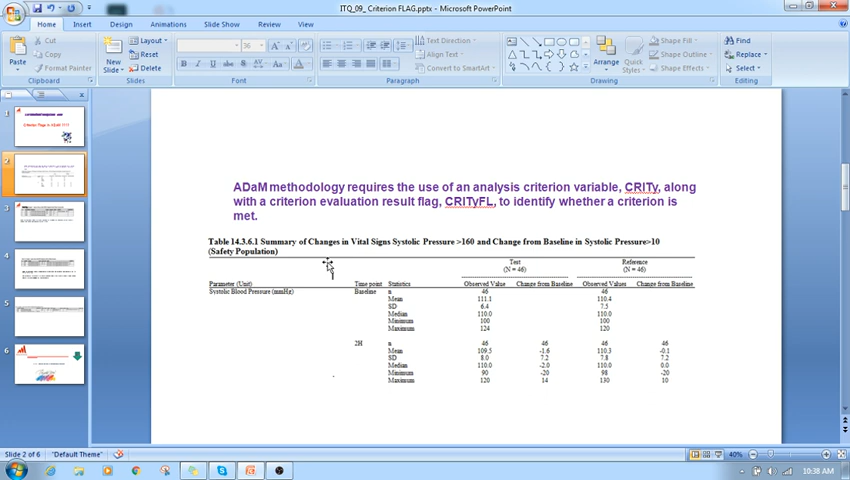 ITQ_09_ Criterion FLAG.pptx - Microsoft PowerPoint
Home Insert Design Animations Slide Show Review View
Paste Cut Copy Format Painter Clipboard
New Slide Layout Reset Delete Slides
36 Font
Text Direction Align Text Convert to SmartArt Paragraph
Arrange Quick Styles Shape Fill Shape Outline Shape Effects Drawing
Find Replace Select Editing
1
2
3
4
5
6
ADaM methodology requires the use of an analysis criterion variable, CRITy, along
with a criterion evaluation result flag, CRITyFL, to identify whether a criterion is
met.
Table 14.3.6.1 Summary of Changes in Vital Signs Systolic Pressure >160 and Change from Baseline in Systolic Pressure>10
(Safety Population)
Test Reference
(N = 46) (N = 46)
Parameter (Unit) Time point Statistics Observed Value Change from Baseline Observed Values Change from Baseline
Systolic Blood Pressure (mmHg) Baseline n 46 46
Mean 111.1 110.4
SD 6.4 7.5
Median 110.0 110.0
Minimum 100 100
Maximum 124 120
2H n 46 46 46 46
Mean 109.5 -1.6 110.3 -0.1
SD 8.0 7.2 7.8 7.2
Median 110.0 -2.0 110.0 0.0
Minimum 90 -20 98 -20
Maximum 120 14 130 10
Slide 2 of 6 "Default Theme" 40%
10:38 AM